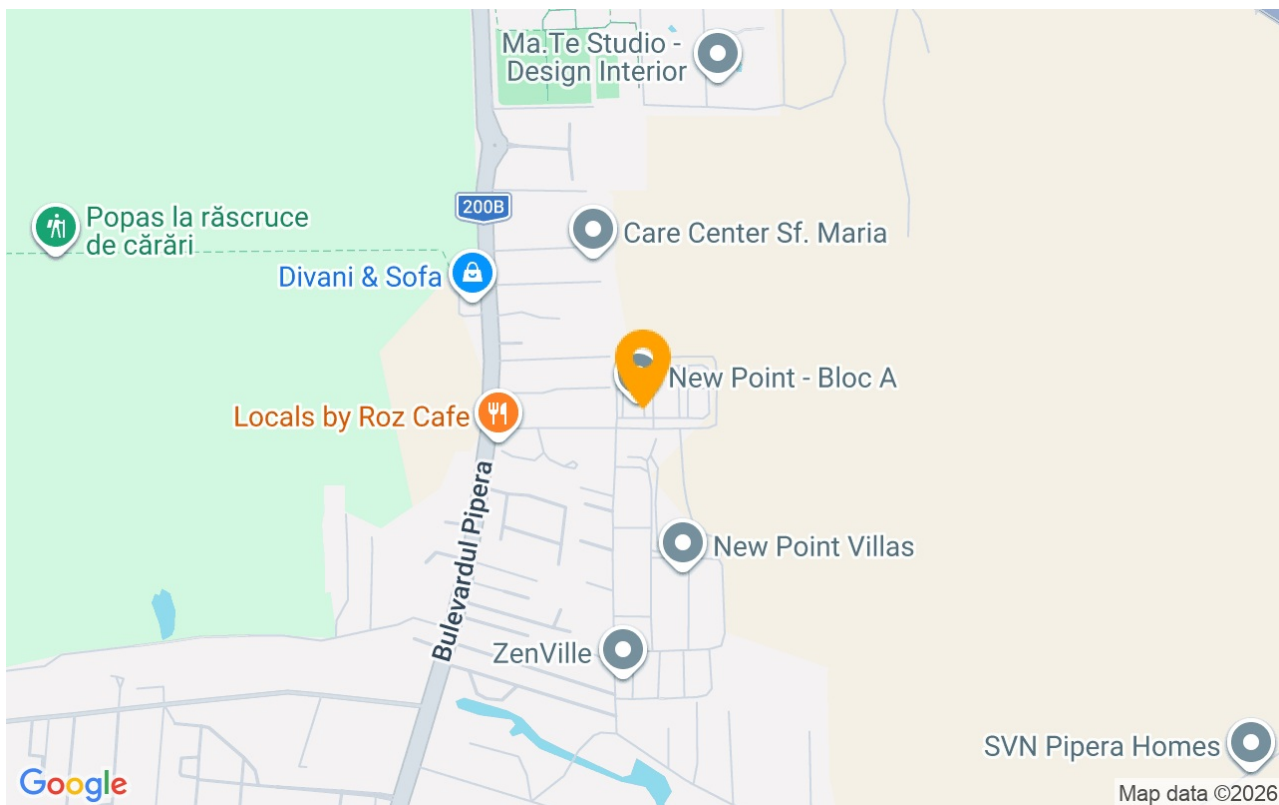 Ma.Te Studio -
Design Interior
200B
Popas la răscruce
de cărări
Care Center Sf. Maria
Divani & Sofa
New Point - Bloc A
Locals by Roz Cafe
Bulevardul Pipera
New Point Villas
ZenVille
SVN Pipera Homes
Google
Map data ©2026